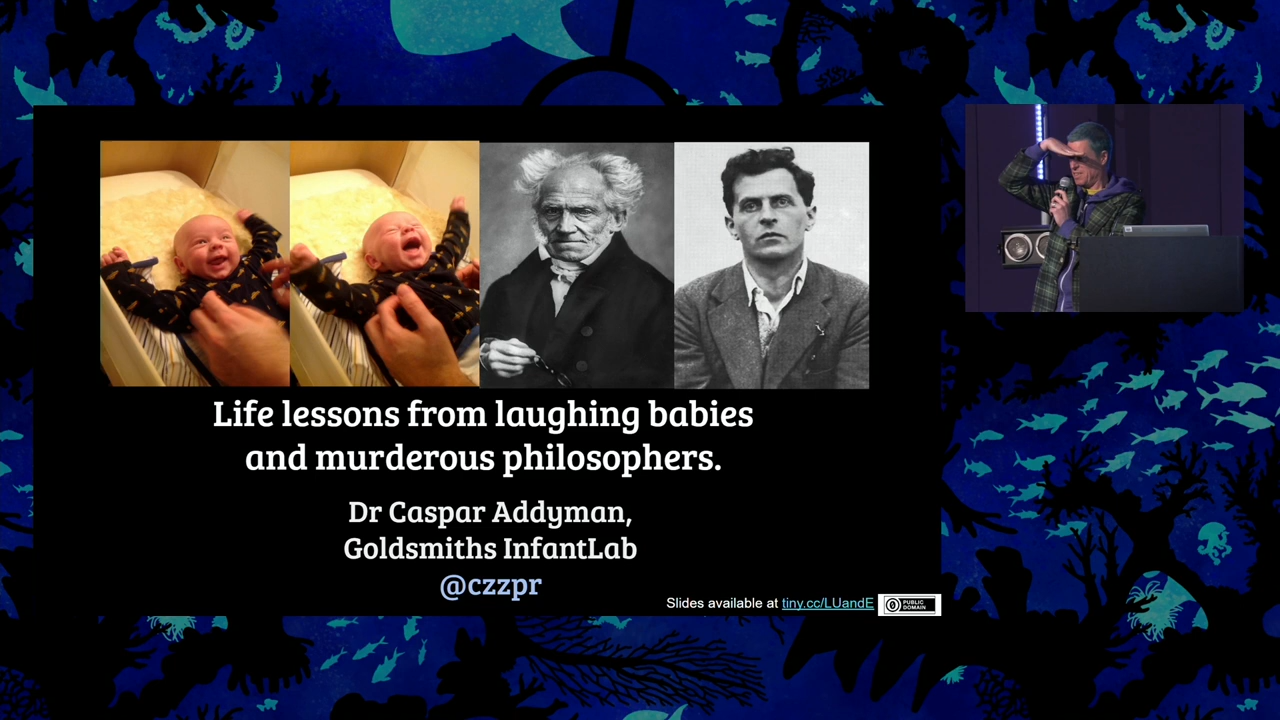 Life lessons from laughing babies
and murderous philosophers.
Dr Caspar Addyman,
Goldsmiths InfantLab
@czzpr
Slides available at tiny.cc/LUandE
PUBLIC
DOMAIN